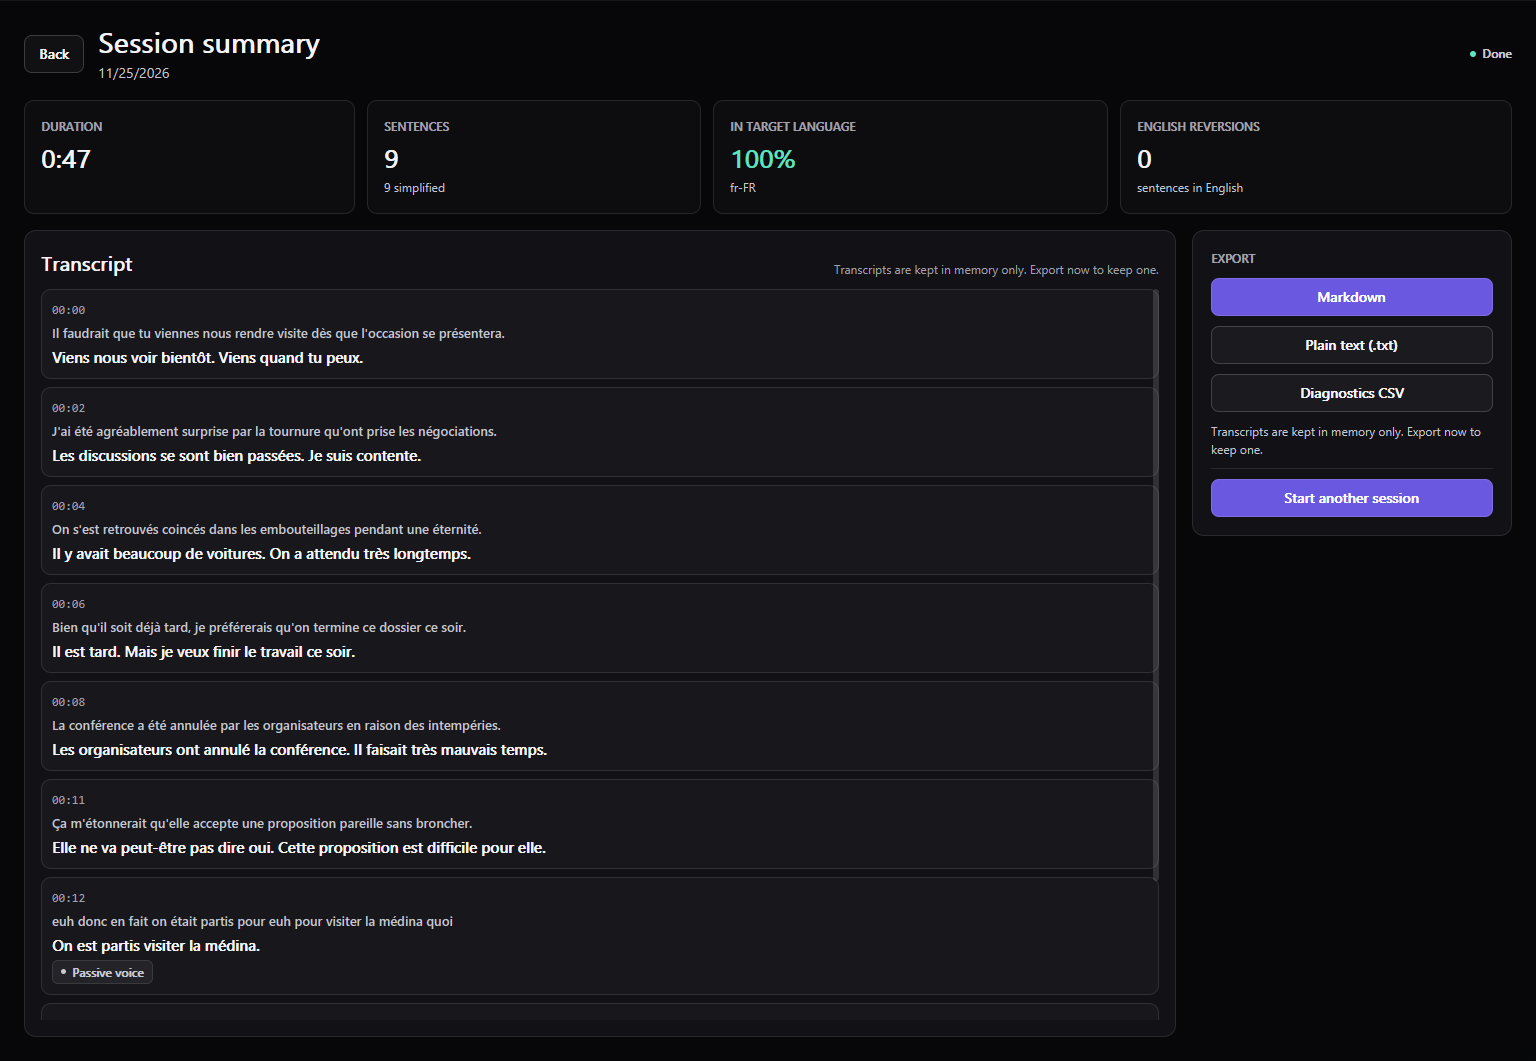 Back
Session summary
11/25/2026
Done
DURATION
0:47
SENTENCES
9
9 simplified
IN TARGET LANGUAGE
100%
fr-FR
ENGLISH REVERSIONS
0
sentences in English
Transcript
Transcripts are kept in memory only. Export now to keep one.
00:00
Il faudrait que tu viennes nous rendre visite dès que l'occasion se présentera.
Viens nous voir bientôt. Viens quand tu peux.
00:02
J'ai été agréablement surprise par la tournure qu'ont prise les négociations.
Les discussions se sont bien passées. Je suis contente.
00:04
On s'est retrouvés coincés dans les embouteillages pendant une éternité.
Il y avait beaucoup de voitures. On a attendu très longtemps.
00:06
Bien qu'il soit déjà tard, je préférerais qu'on termine ce dossier ce soir.
Il est tard. Mais je veux finir le travail ce soir.
00:08
La conférence a été annulée par les organisateurs en raison des intempéries.
Les organisateurs ont annulé la conférence. Il faisait très mauvais temps.
00:11
Ça m'étonnerait qu'elle accepte une proposition pareille sans broncher.
Elle ne va peut-être pas dire oui. Cette proposition est difficile pour elle.
00:12
euh donc en fait on était partis pour euh pour visiter la médina quoi
On est partis visiter la médina.
Passive voice
EXPORT
Markdown
Plain text (.txt)
Diagnostics CSV
Transcripts are kept in memory only. Export now to
keep one.
Start another session